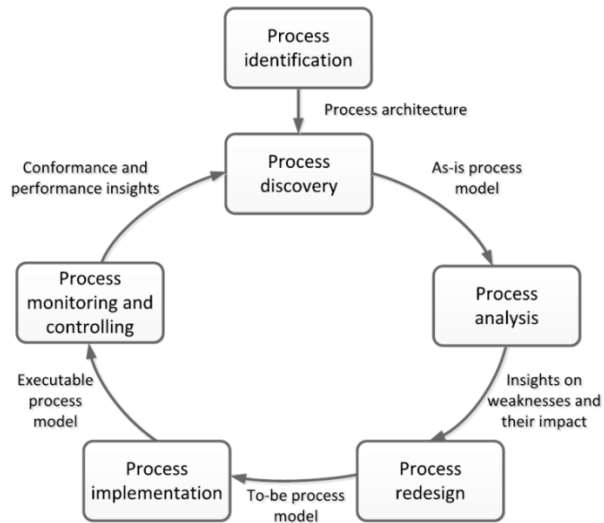 Process
identification
Process architecture
Process
discovery
As-is process
model
Process
analysis
Insights on
weaknesses and
their impact
Process
redesign
To-be process
model
Process
implementation
Executable
process
model
Process
monitoring and
controlling
Conformance and
performance insights